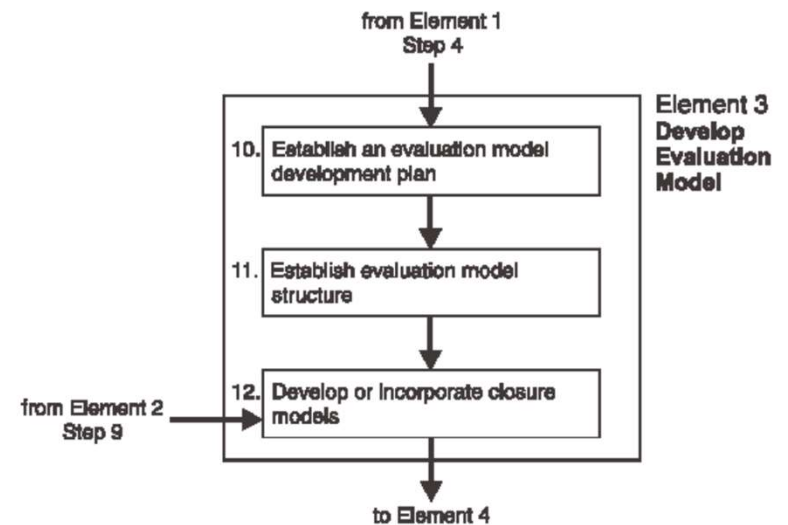 from Element 1
Step 4
Element 3
Develop
Evaluation
Model
10. Establish an evaluation model
development plan
11. Establish evaluation model
structure
12. Develop or incorporate closure
models
from Element 2
Step 9
to Element 4